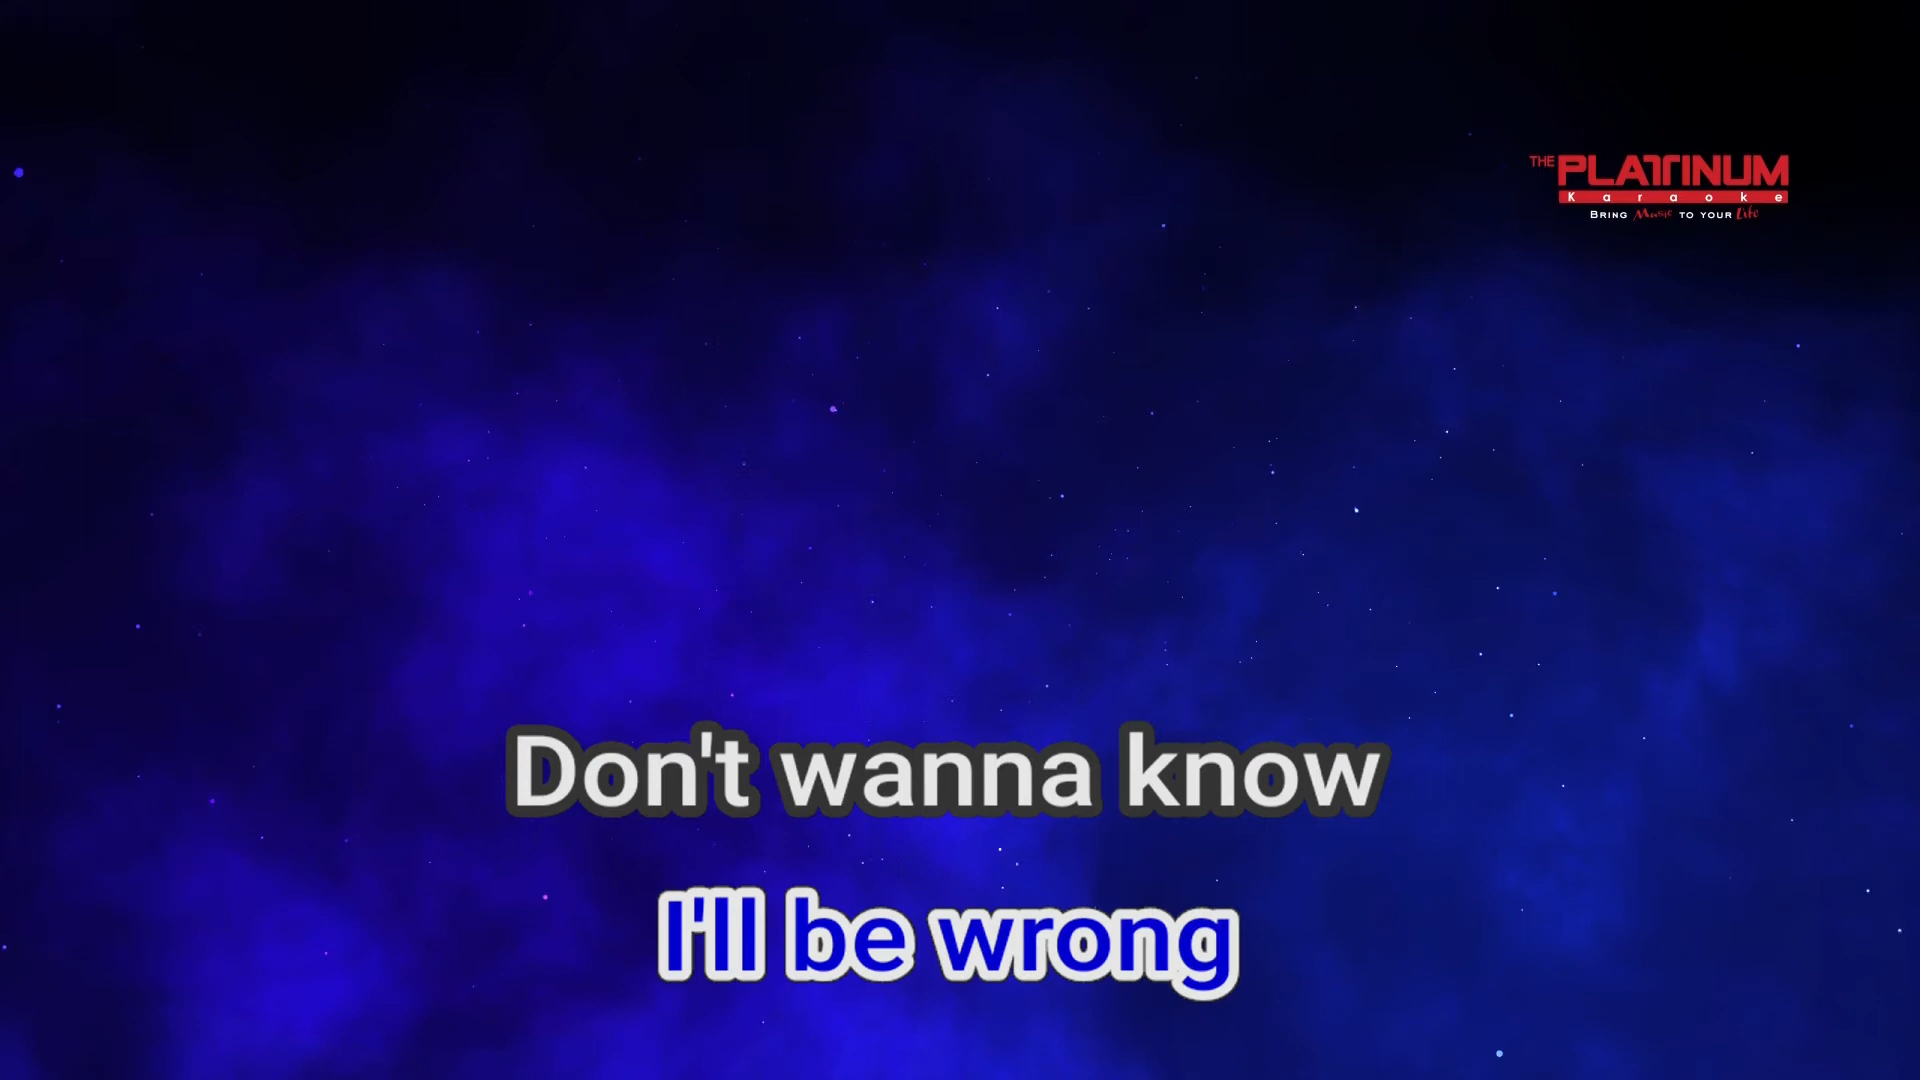 THE PLATINUM
Karaoke
BRING Music TO YOUR Life
Don't wanna know
I'll be wrong